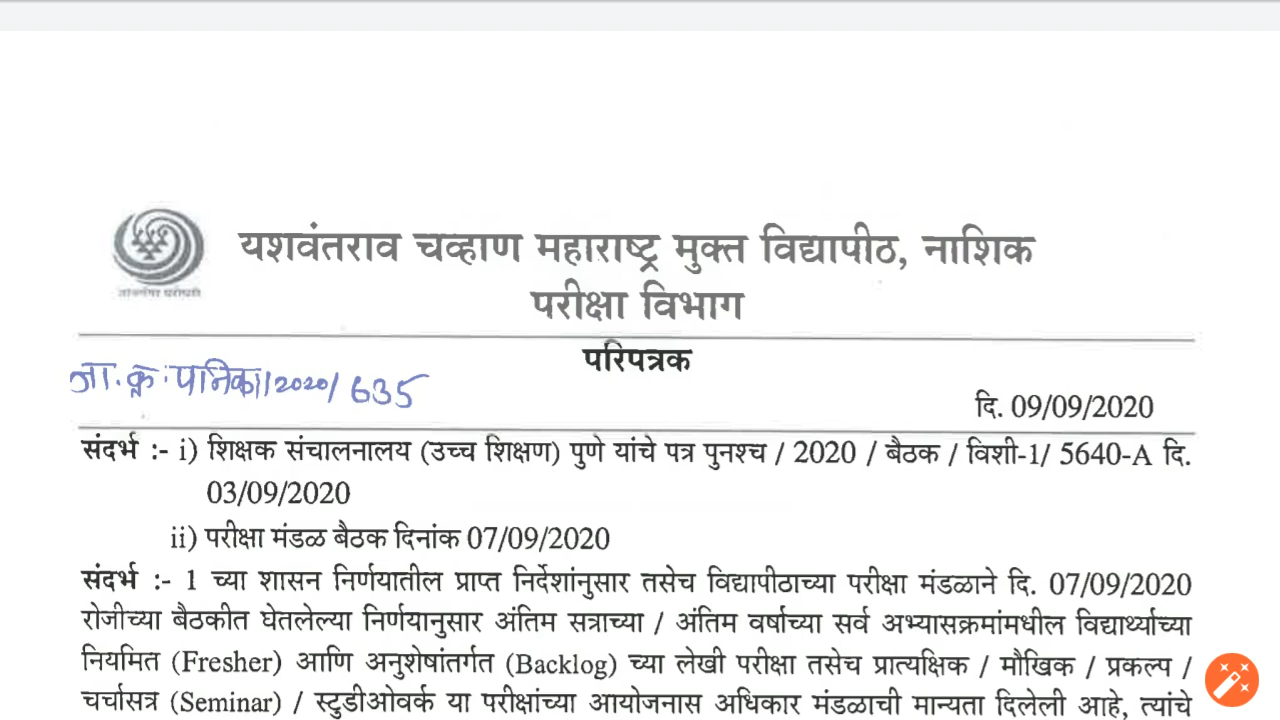 यशवंतराव चव्हाण महाराष्ट्र मुक्त विद्यापीठ, नाशिक
परीक्षा विभाग
परिपत्रक
जा.क्र.: पनिका/2020/635
दि. 09/09/2020
संदर्भ :- i) शिक्षक संचालनालय (उच्च शिक्षण) पुणे यांचे पत्र पुनश्च / 2020 / बैठक / विशी-1/ 5640-A दि.
03/09/2020
ii) परीक्षा मंडळ बैठक दिनांक 07/09/2020
संदर्भ :- 1 च्या शासन निर्णयातील प्राप्त निर्देशांनुसार तसेच विद्यापीठाच्या परीक्षा मंडळाने दि. 07/09/2020
रोजीच्या बैठकीत घेतलेल्या निर्णयानुसार अंतिम सत्राच्या / अंतिम वर्षाच्या सर्व अभ्यासक्रमांमधील विद्यार्थ्याच्या
नियमित (Fresher) आणि अनुशेषांतर्गत (Backlog) च्या लेखी परीक्षा तसेच प्रात्यक्षिक / मौखिक / प्रकल्प /
चर्चासत्र (Seminar) / स्टुडीओवर्क या परीक्षांच्या आयोजनास अधिकार मंडळाची मान्यता दिलेली आहे, त्यांचे